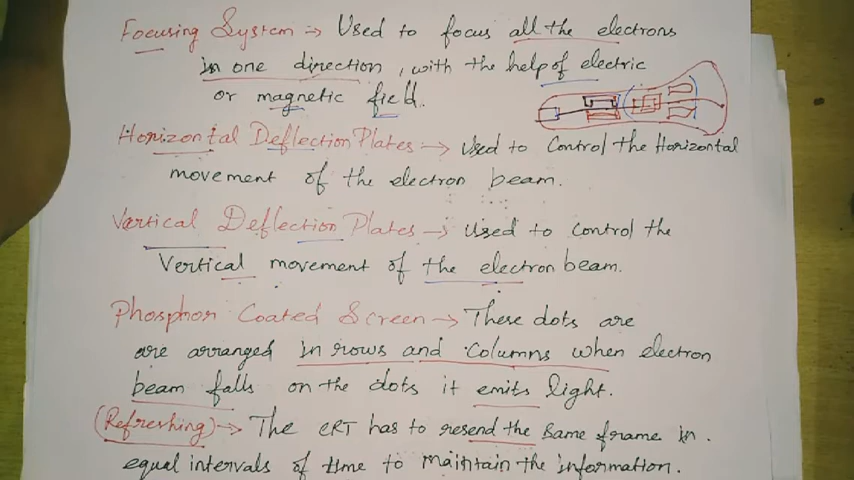 Focusing System → Used to focus all the electrons
in one direction, with the help of electric
or magnetic field.
Horizontal Deflection Plates → Used to Control the Horizontal
movement of the electron beam.
Vertical Deflection Plates → Used to control the
Vertical movement of the electron beam.
Phosphor Coated Screen → These dots are
are arranged in rows and columns when electron
beam falls on the dots it emits light.
(Refreshing) → The CRT has to resend the same frame in.
equal intervals of time to maintain the information.